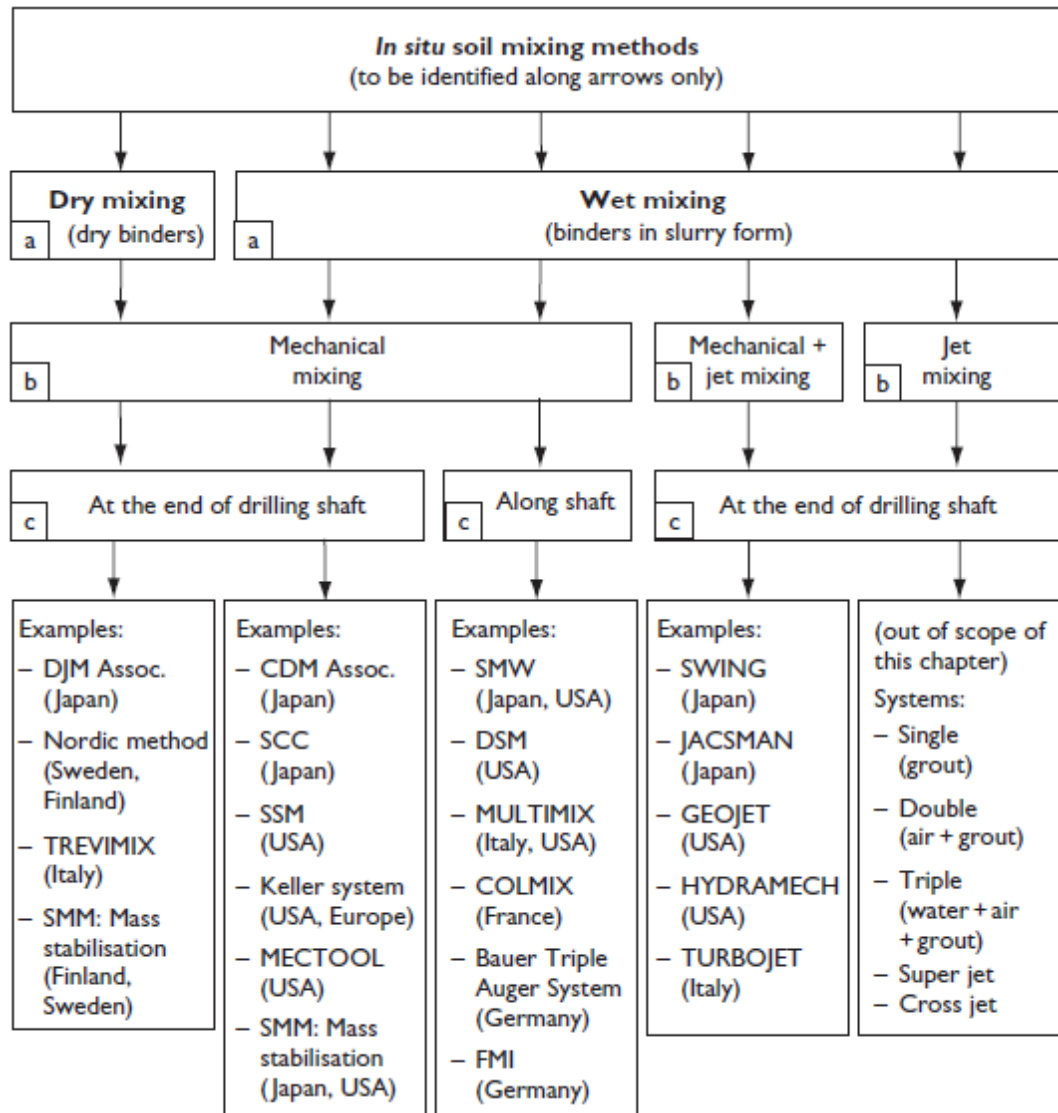 In situ soil mixing methods
(to be identified along arrows only)
Dry mixing
a
(dry binders)
Wet mixing
a
(binders in slurry form)
Mechanical
mixing
b
Mechanical +
jet mixing
b
Jet
mixing
b
At the end of drilling shaft
c
Along shaft
c
At the end of drilling shaft
c
Examples:
– DJM Assoc.
(Japan)
– Nordic method
(Sweden,
Finland)
– TREVIMIX
(Italy)
– SMM: Mass
stabilisation
(Finland,
Sweden)
Examples:
– CDM Assoc.
(Japan)
– SCC
(Japan)
– SSM
(USA)
– Keller system
(USA, Europe)
– MECTOOL
(USA)
– SMM: Mass
stabilisation
(Japan, USA)
Examples:
– SMW
(Japan, USA)
– DSM
(USA)
– MULTIMIX
(Italy, USA)
– COLMIX
(France)
– Bauer Triple
Auger System
(Germany)
– FMI
(Germany)
Examples:
– SWING
(Japan)
– JACSMAN
(Japan)
– GEOJET
(USA)
– HYDRAMECH
(USA)
– TURBOJET
(Italy)
(out of scope of
this chapter)
Systems:
– Single
(grout)
– Double
(air + grout)
– Triple
(water + air
+ grout)
– Super jet
– Cross jet